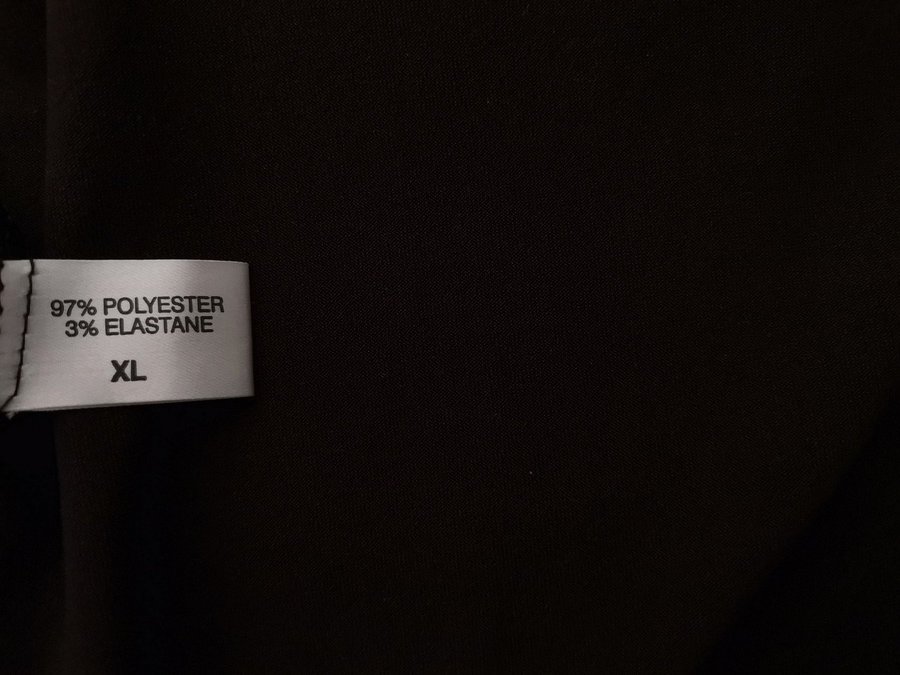 97% POLYESTER
3% ELASTANE
XL